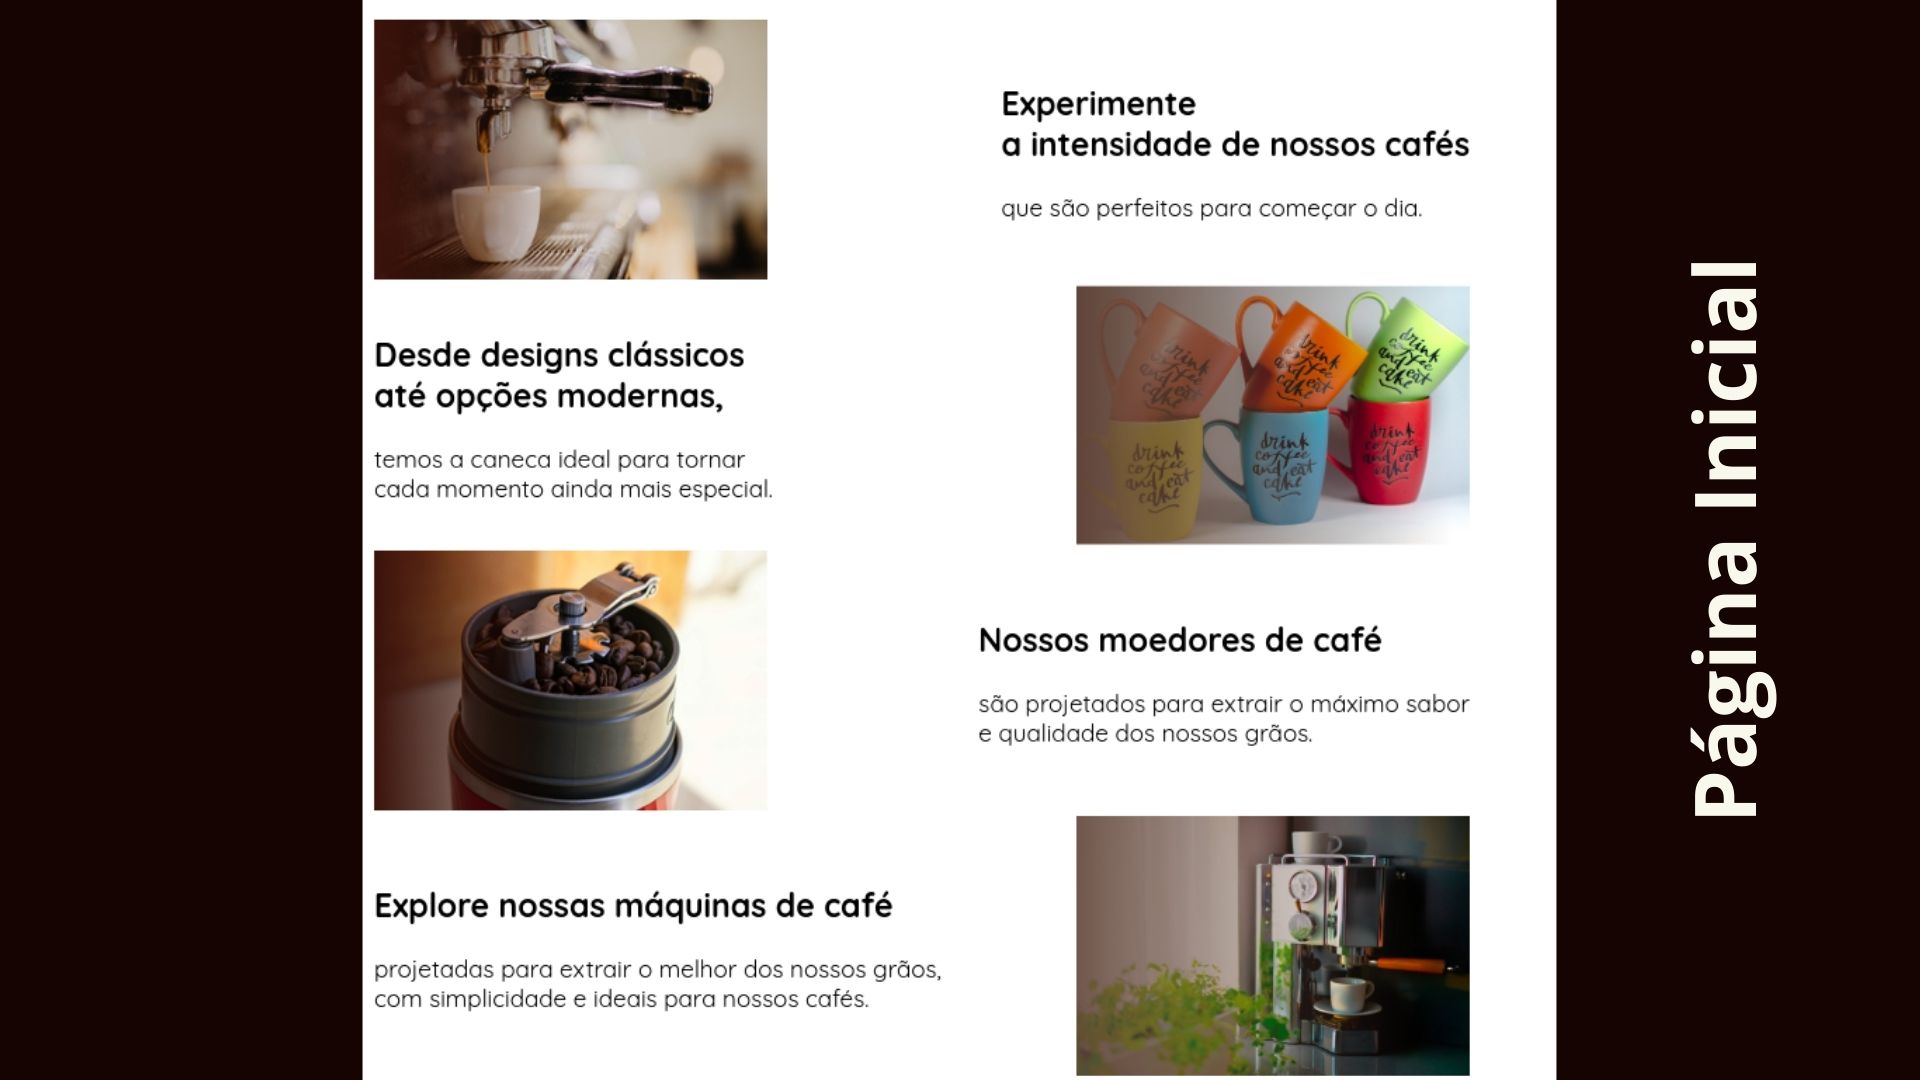 Experimente
a intensidade de nossos cafés
que são perfeitos para começar o dia.
Desde designs clássicos
até opções modernas,
temos a caneca ideal para tornar
cada momento ainda mais especial.
drink
coffee
and eat
cake
drink
coffee
and eat
cake
drink
coffee
and eat
cake
drink
coffee
and eat
cake
drink
coffee
and eat
cake
drink
coffee
and eat
cake
Nossos moedores de café
são projetados para extrair o máximo sabor
e qualidade dos nossos grãos.
Explore nossas máquinas de café
projetadas para extrair o melhor dos nossos grãos,
com simplicidade e ideais para nossos cafés.
Página Inicial